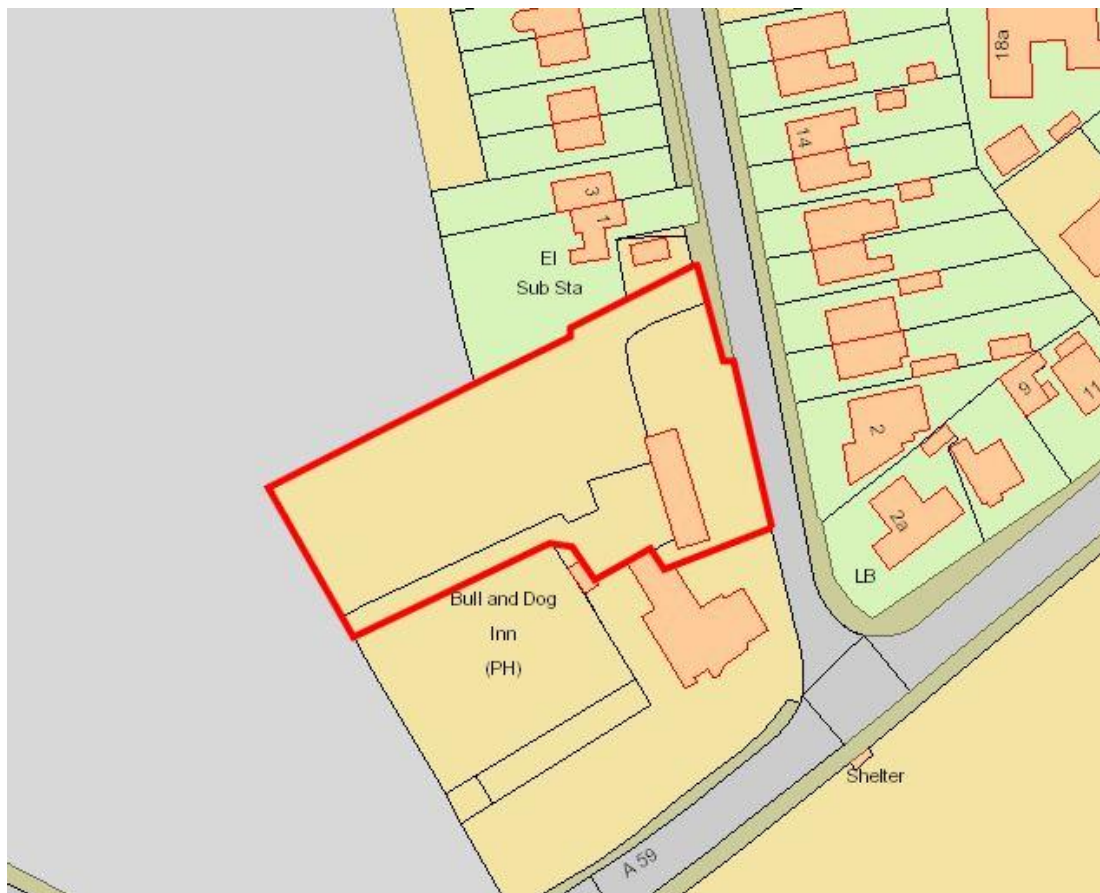 18a
14
3
1
El
Sub Sta
9
11
2
2a
LB
Bull and Dog
Inn
(PH)
Shelter
A 59